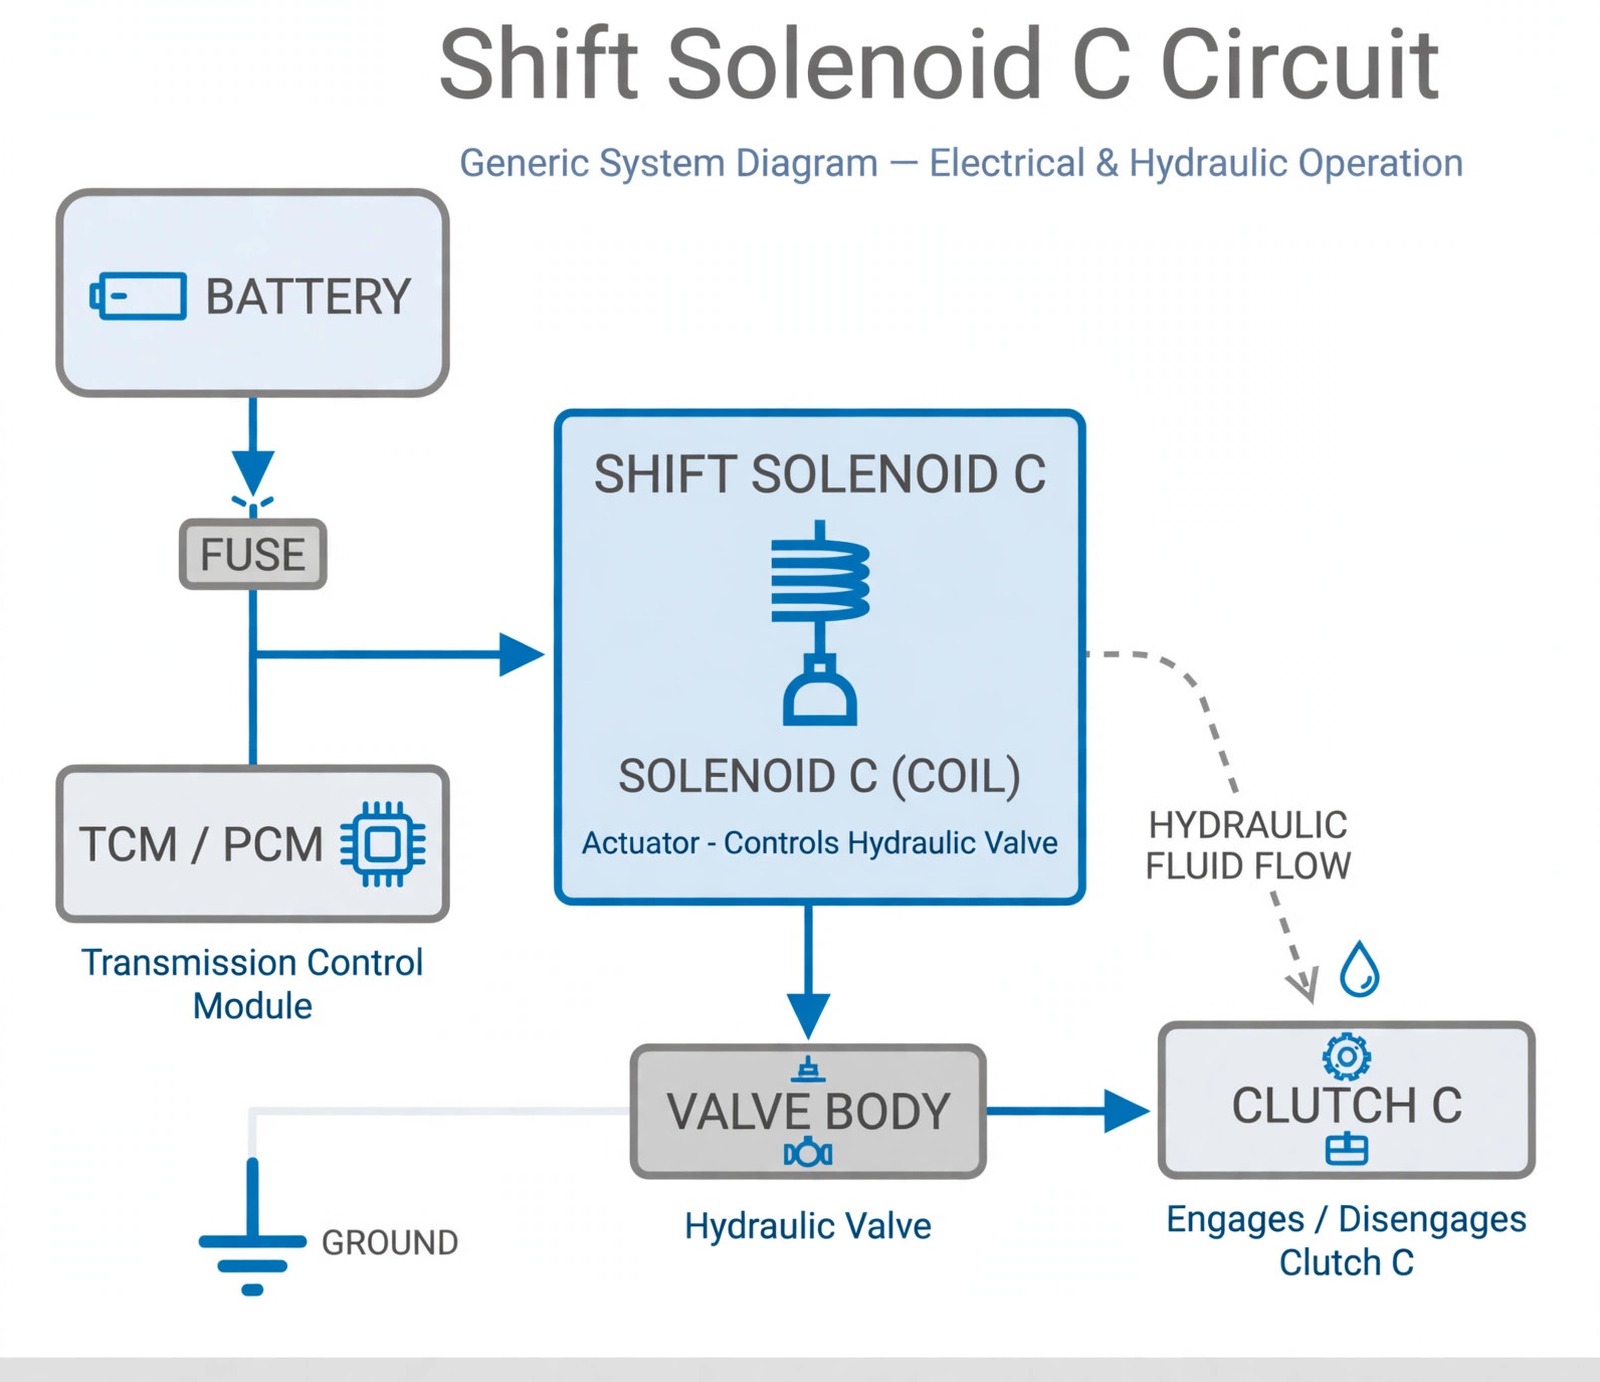 Shift Solenoid C Circuit
Generic System Diagram — Electrical & Hydraulic Operation
BATTERY
FUSE
SHIFT SOLENOID C
SOLENOID C (COIL)
Actuator - Controls Hydraulic Valve
TCM / PCM
Transmission Control
Module
HYDRAULIC
FLUID FLOW
VALVE BODY
Hydraulic Valve
CLUTCH C
Engages / Disengages
Clutch C
GROUND